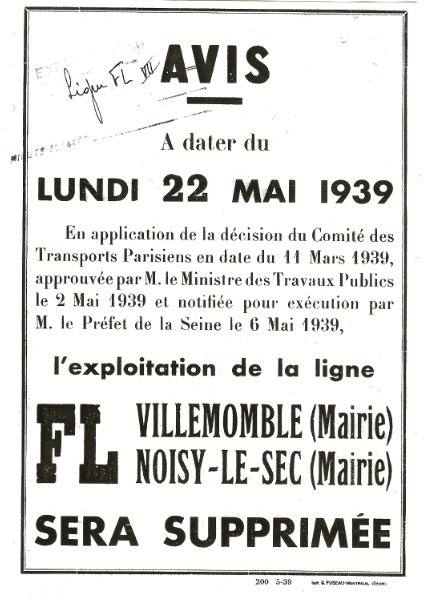 AVIS
Ligne FL
A dater du
LUNDI 22 MAI 1939
En application de la décision du Comité des
Transports Parisiens en date du 11 Mars 1939,
approuvée par M. le Ministre des Travaux Publics
le 2 Mai 1939 et notifiée pour exécution par
M. le Préfet de la Seine le 6 Mai 1939,
l'exploitation de la ligne
FL VILLEMOMBLE (Mairie)
NOISY-LE-SEC (Mairie)
SERA SUPPRIMÉE
200 5-39